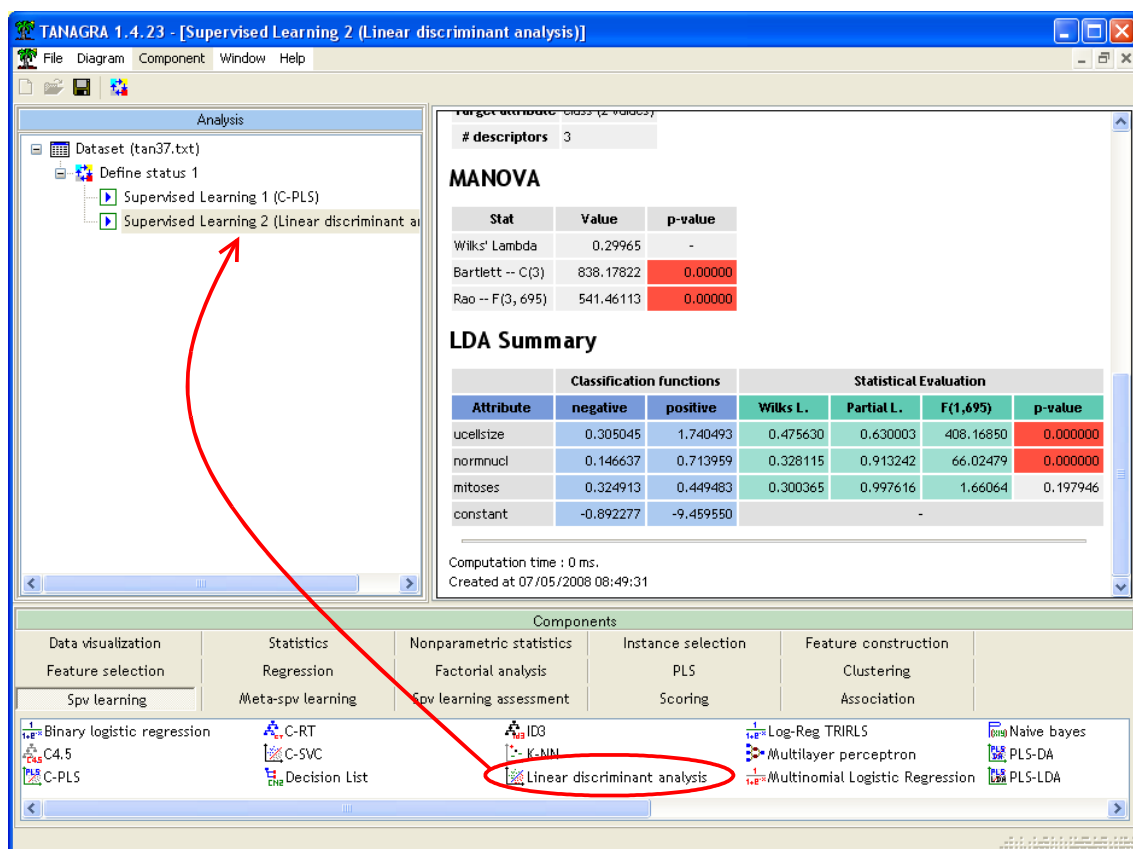 TANAGRA 1.4.23 - [Supervised Learning 2 (Linear discriminant analysis)]
File Diagram Component Window Help
Analysis
Dataset (tan37.txt)
Define status 1
Supervised Learning 1 (C-PLS)
Supervised Learning 2 (Linear discriminant an
Target attribute class (2 values)
# descriptors 3
MANOVA
Stat Value p-value
Wilks' Lambda 0.29965 -
Bartlett -- C(3) 838.17822 0.00000
Rao -- F(3, 695) 541.46113 0.00000
LDA Summary
Classification functions Statistical Evaluation
Attribute negative positive Wilks L. Partial L. F(1,695) p-value
ucellsize 0.305045 1.740493 0.475630 0.630003 408.16850 0.000000
normnucl 0.146637 0.713959 0.328115 0.913242 66.02479 0.000000
mitoses 0.324913 0.449483 0.300365 0.997616 1.66064 0.197946
constant -0.892277 -9.459550 -
Computation time : 0 ms.
Created at 07/05/2008 08:49:31
Components
Data visualization Statistics Nonparametric statistics Instance selection Feature construction
Feature selection Regression Factorial analysis PLS Clustering
Spv learning Meta-spv learning Spv learning assessment Scoring Association
Binary logistic regression C-RT ID3 Log-Reg TRIRLS Naive bayes
C4.5 C-SVC K-NN Multilayer perceptron PLS-DA
C-PLS Decision List Linear discriminant analysis Multinomial Logistic Regression PLS-LDA